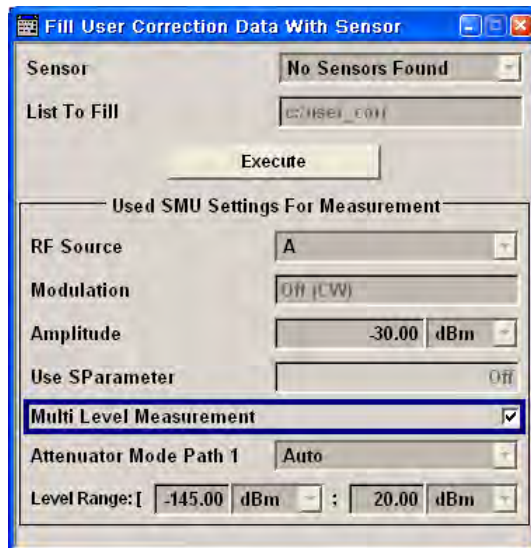 Fill User Correction Data With Sensor
Sensor No Sensors Found
List To Fill c:/user_corr
Execute
Used SMU Settings For Measurement
RF Source A
Modulation Off (CW)
Amplitude -30.00 dBm
Use SParameter Off
Multi Level Measurement
Attenuator Mode Path 1 Auto
Level Range: [ -145.00 dBm : 20.00 dBm